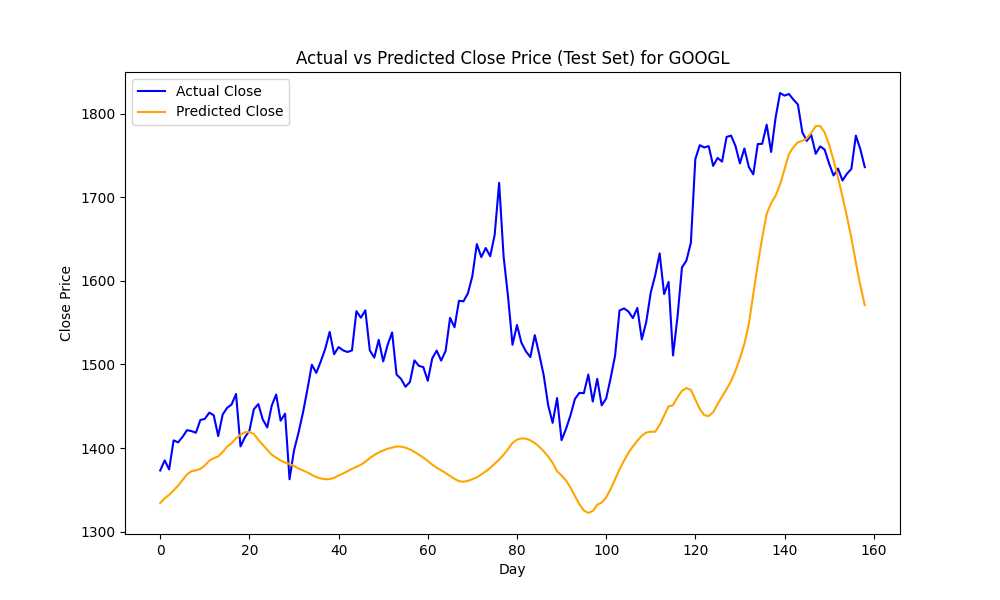 Actual vs Predicted Close Price (Test Set) for GOOGL
Actual Close
Predicted Close
Close Price
1800
1700
1600
1500
1400
1300
0 20 40 60 80 100 120 140 160
Day